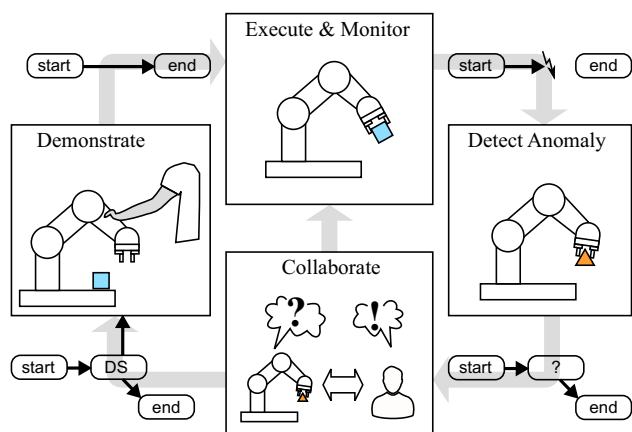 Execute & Monitor
start
end
start
end
Demonstrate
Detect Anomaly
Collaborate
?
!
start
DS
end
start
?
end